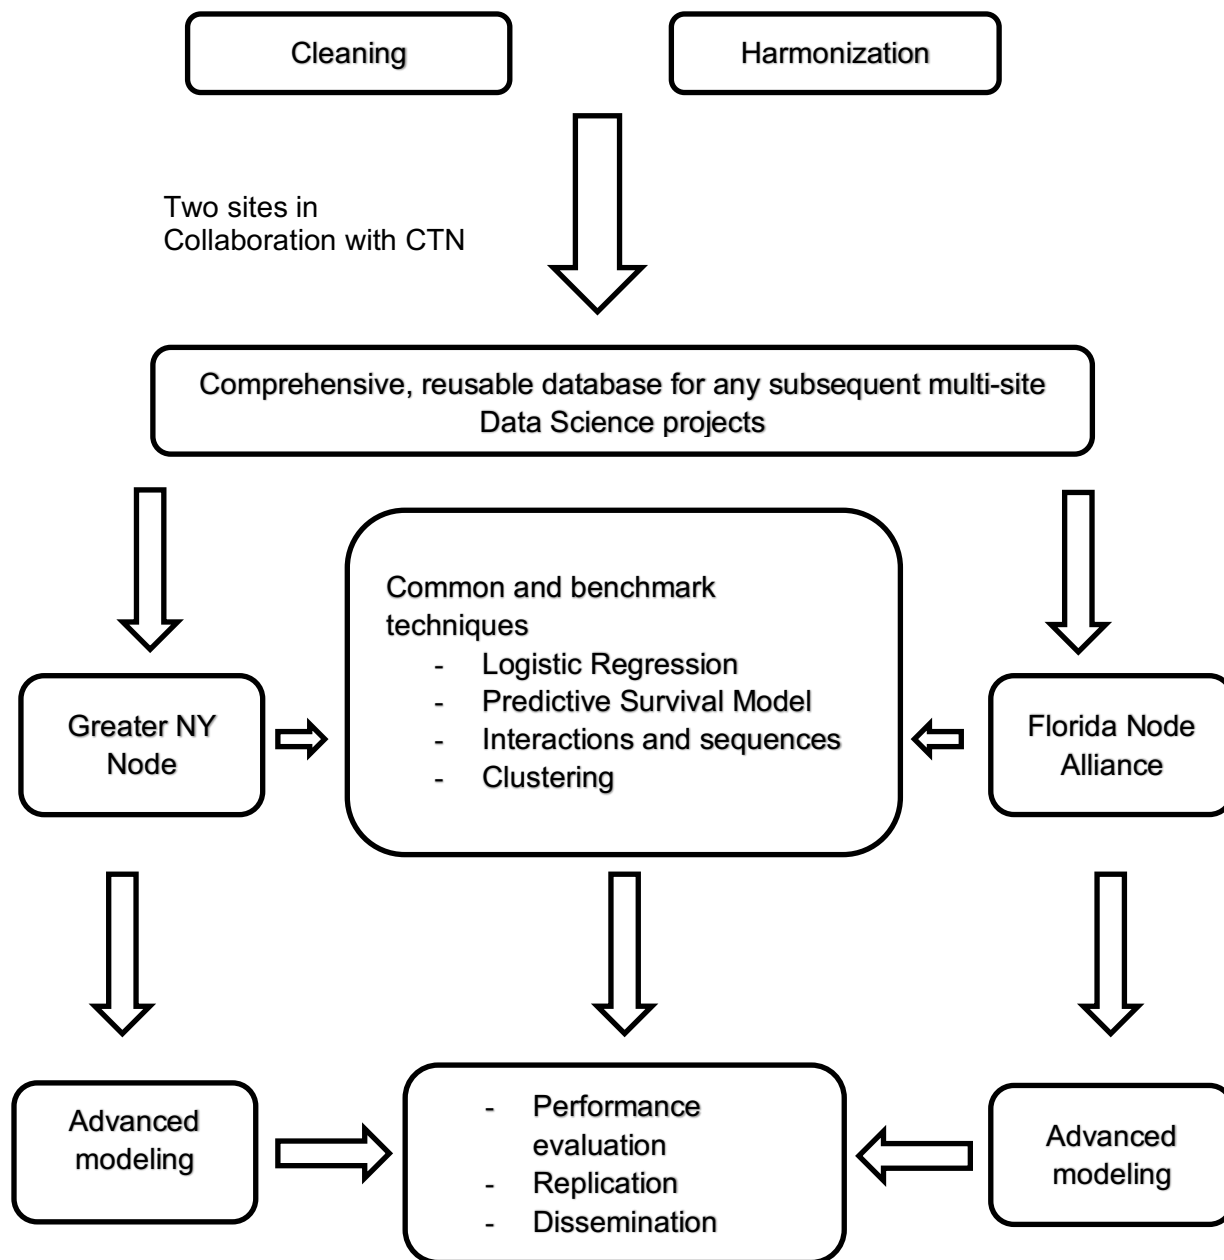 Cleaning
Harmonization
Two sites in
Collaboration with CTN
Comprehensive, reusable database for any subsequent multi-site
Data Science projects
Common and benchmark
techniques
- Logistic Regression
- Predictive Survival Model
- Interactions and sequences
- Clustering
Greater NY
Node
Florida Node
Alliance
Advanced
modeling
- Performance
evaluation
- Replication
- Dissemination
Advanced
modeling